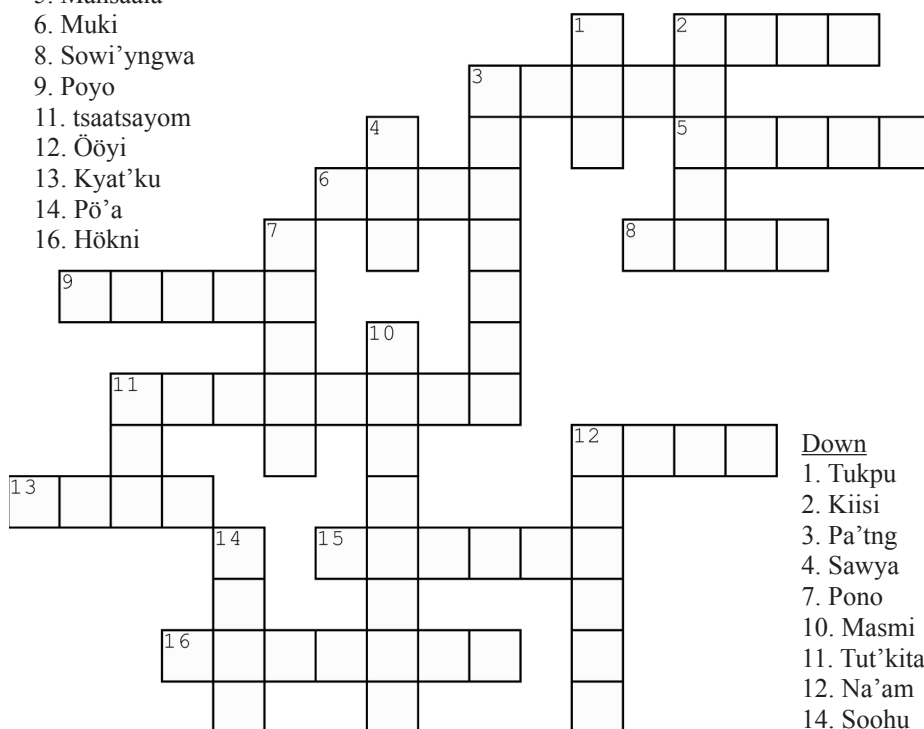 6. Muki
8. Sowi’yngwa
9. Poyo
11. tsaatsayom
12. Ööyi
13. Kyat’ku
14. Pö’a
16. Hökni
1
2
3
4
5
6
7
8
9
10
11
12
13
14
15
16
Down
1. Tukpu
2. Kiisi
3. Pa’tng
4. Sawya
7. Pono
10. Masmi
11. Tut’kita
12. Na’am
14. Soohu